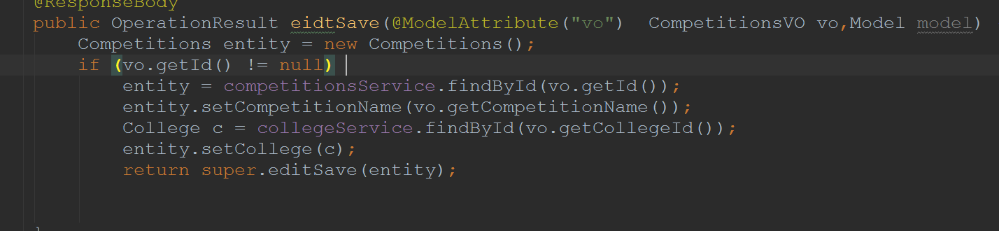 @ResponseBody
public OperationResult eidtSave(@ModelAttribute("vo")  CompetitionsVO vo,Model model)
    Competitions entity = new Competitions();
    if (vo.getId() != null)
        entity = competitionsService.findById(vo.getId());
        entity.setCompetitionName(vo.getCompetitionName());
        College c = collegeService.findById(vo.getCollegeId());
        entity.setCollege(c);
        return super.editSave(entity);